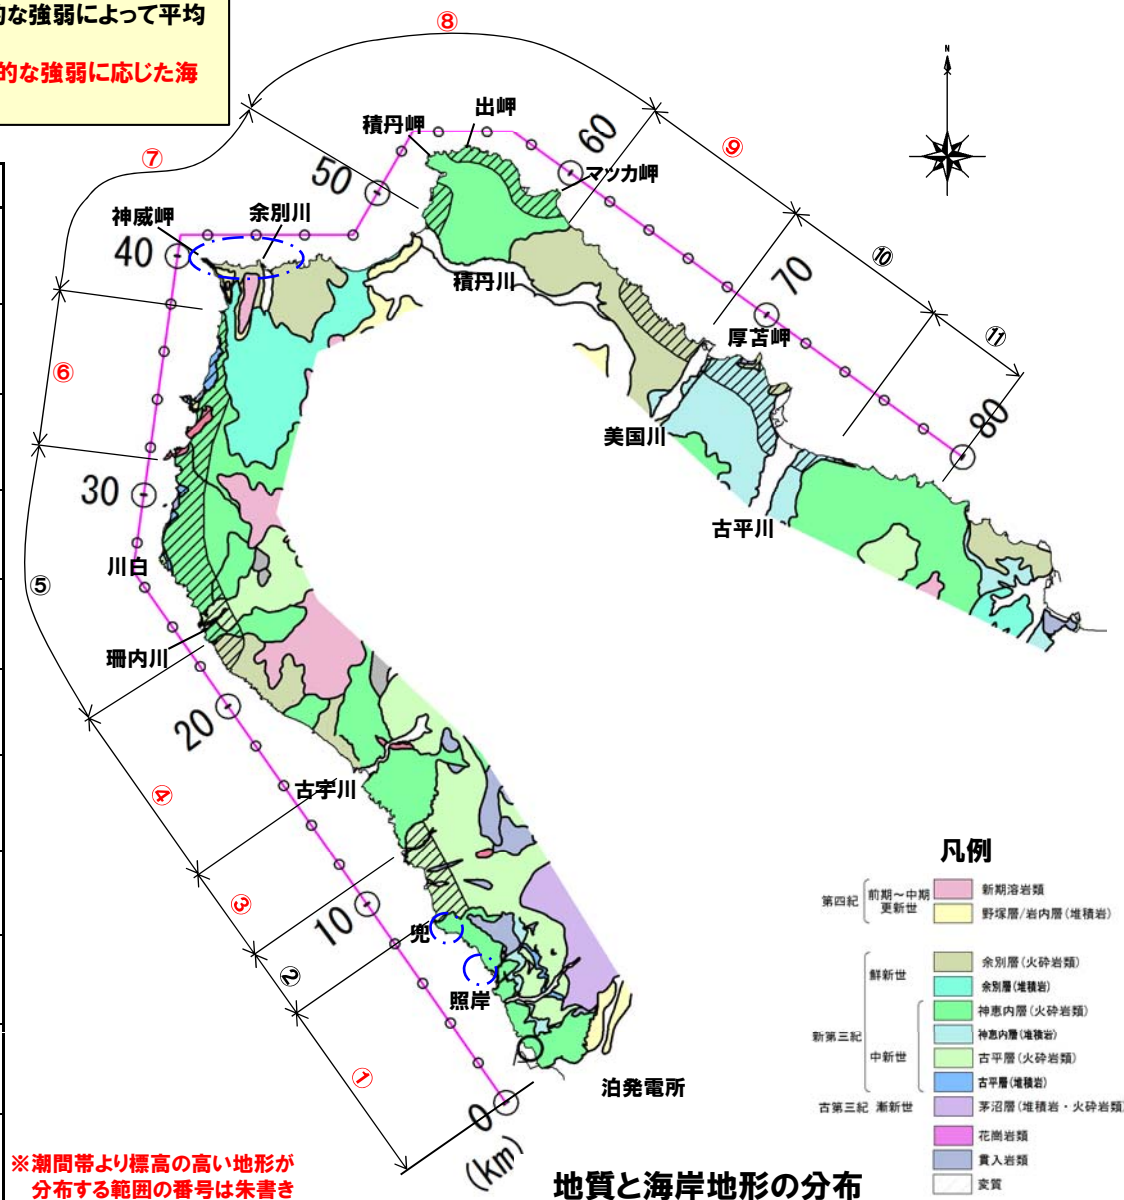 的な強弱によって平均
的な強弱に応じた海
⑧
⑦
⑨
⑩
⑪
⑥
⑤
④
③
②
①
N
出岬
積丹岬
マッカ岬
神威岬
余別川
積丹川
厚苫岬
美国川
古平川
川白
珊内川
古宇川
兜
照岸
泊発電所
60
50
40
70
80
30
20
10
0
(km)
凡例
第四紀
前期～中期
更新世
新期溶岩類
野塚層/岩内層(堆積岩)
鮮新世
余別層(火砕岩類)
余別層(堆積岩)
新第三紀
中新世
神恵内層(火砕岩類)
神恵内層(堆積岩)
古平層(火砕岩類)
古平層(堆積岩)
古第三紀 漸新世
茅沼層(堆積岩・火砕岩類)
花崗岩類
貫入岩類
変質
※潮間帯より標高の高い地形が
分布する範囲の番号は朱書き
地質と海岸地形の分布